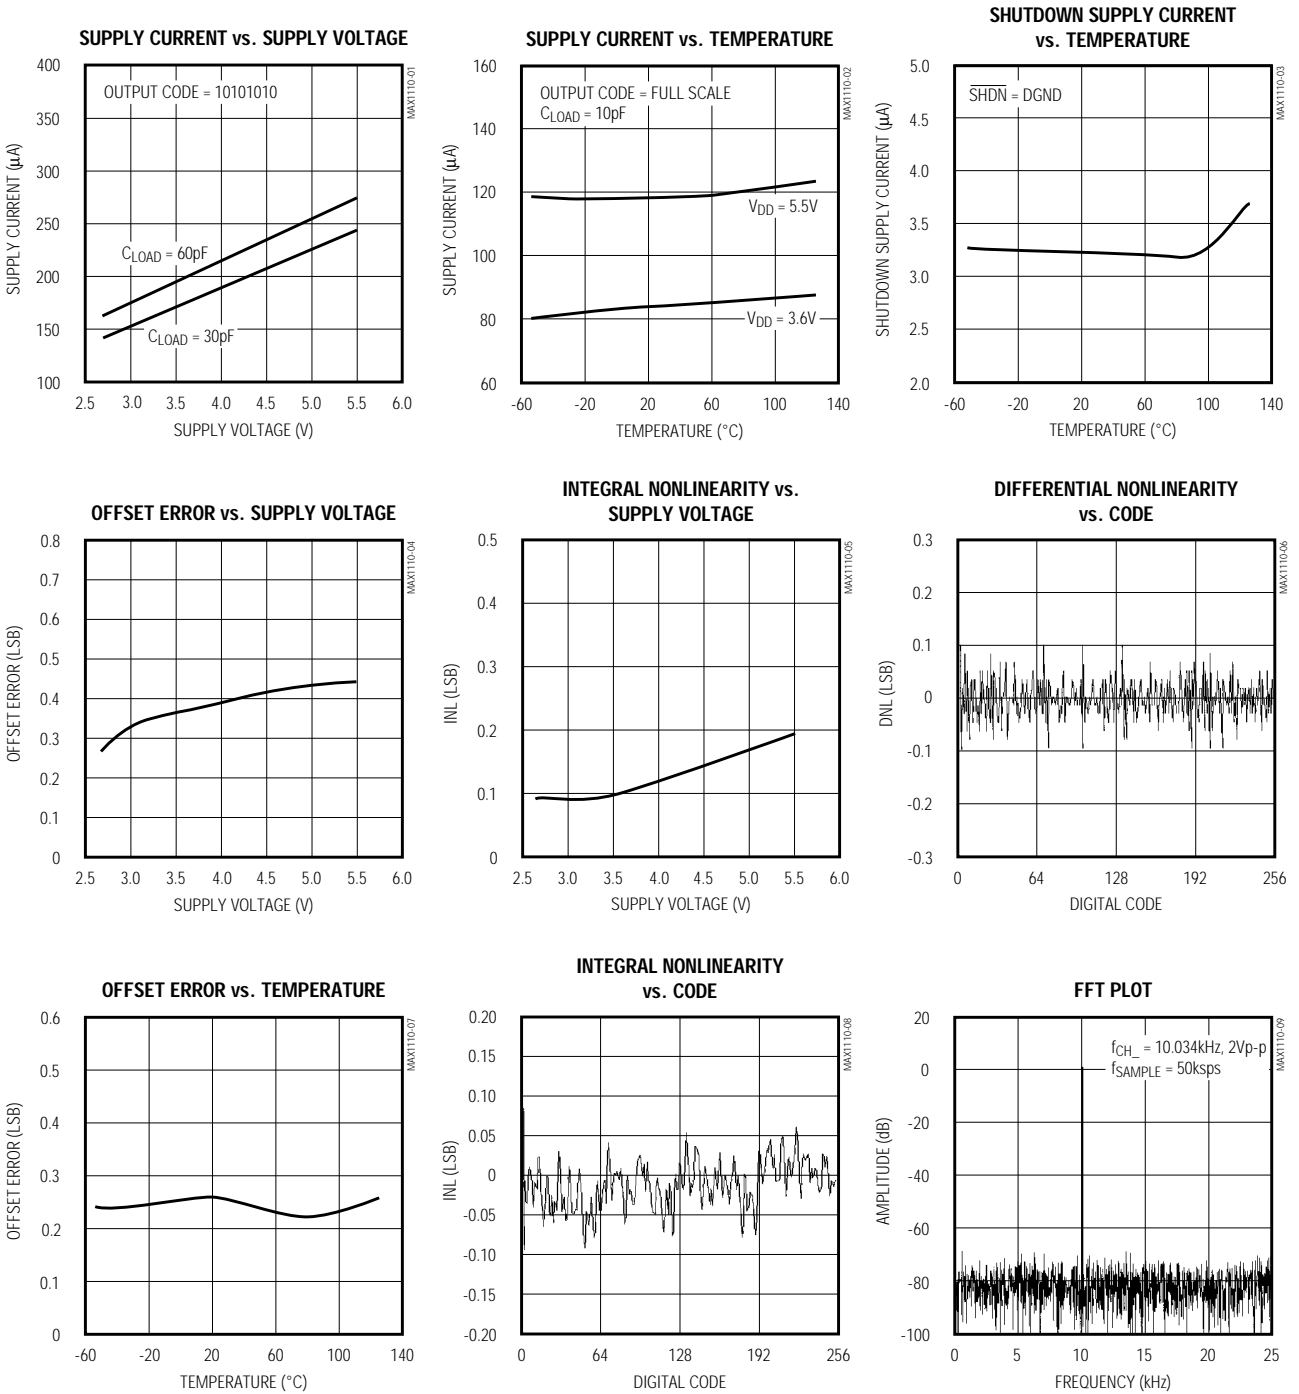 SUPPLY CURRENT vs. SUPPLY VOLTAGE
MAX1110-01
OUTPUT CODE = 10101010
SUPPLY CURRENT (µA)
400
350
300
250
200
150
100
CLOAD = 60pF
CLOAD = 30pF
2.5 3.0 3.5 4.0 4.5 5.0 5.5 6.0
SUPPLY VOLTAGE (V)
SUPPLY CURRENT vs. TEMPERATURE
MAX1110-02
OUTPUT CODE = FULL SCALE
CLOAD = 10pF
SUPPLY CURRENT (µA)
160
140
120
100
80
60
VDD = 5.5V
VDD = 3.6V
-60 -20 20 60 100 140
TEMPERATURE (°C)
SHUTDOWN SUPPLY CURRENT
vs. TEMPERATURE
MAX1110-03
SHDN = DGND
SHUTDOWN SUPPLY CURRENT (µA)
5.0
4.5
4.0
3.5
3.0
2.5
2.0
-60 -20 20 60 100 140
TEMPERATURE (°C)
OFFSET ERROR vs. SUPPLY VOLTAGE
MAX1110-04
OFFSET ERROR (LSB)
0.8
0.7
0.6
0.5
0.4
0.3
0.2
0.1
0
2.5 3.0 3.5 4.0 4.5 5.0 5.5 6.0
SUPPLY VOLTAGE (V)
INTEGRAL NONLINEARITY vs.
SUPPLY VOLTAGE
MAX1110-05
INL (LSB)
0.5
0.4
0.3
0.2
0.1
0
2.5 3.0 3.5 4.0 4.5 5.0 5.5 6.0
SUPPLY VOLTAGE (V)
DIFFERENTIAL NONLINEARITY
vs. CODE
MAX1110-06
DNL (LSB)
0.3
0.2
0.1
0
-0.1
-0.2
-0.3
0 64 128 192 256
DIGITAL CODE
OFFSET ERROR vs. TEMPERATURE
MAX1110-07
OFFSET ERROR (LSB)
0.6
0.5
0.4
0.3
0.2
0.1
0
-60 -20 20 60 100 140
TEMPERATURE (°C)
INTEGRAL NONLINEARITY
vs. CODE
MAX1110-08
INL (LSB)
0.20
0.15
0.10
0.05
0
-0.05
-0.10
-0.15
-0.20
0 64 128 192 256
DIGITAL CODE
FFT PLOT
MAX1110-09
fCH_ = 10.034kHz, 2Vp-p
fSAMPLE = 50ksps
AMPLITUDE (dB)
20
0
-20
-40
-60
-80
-100
0 5 10 15 20 25
FREQUENCY (kHz)